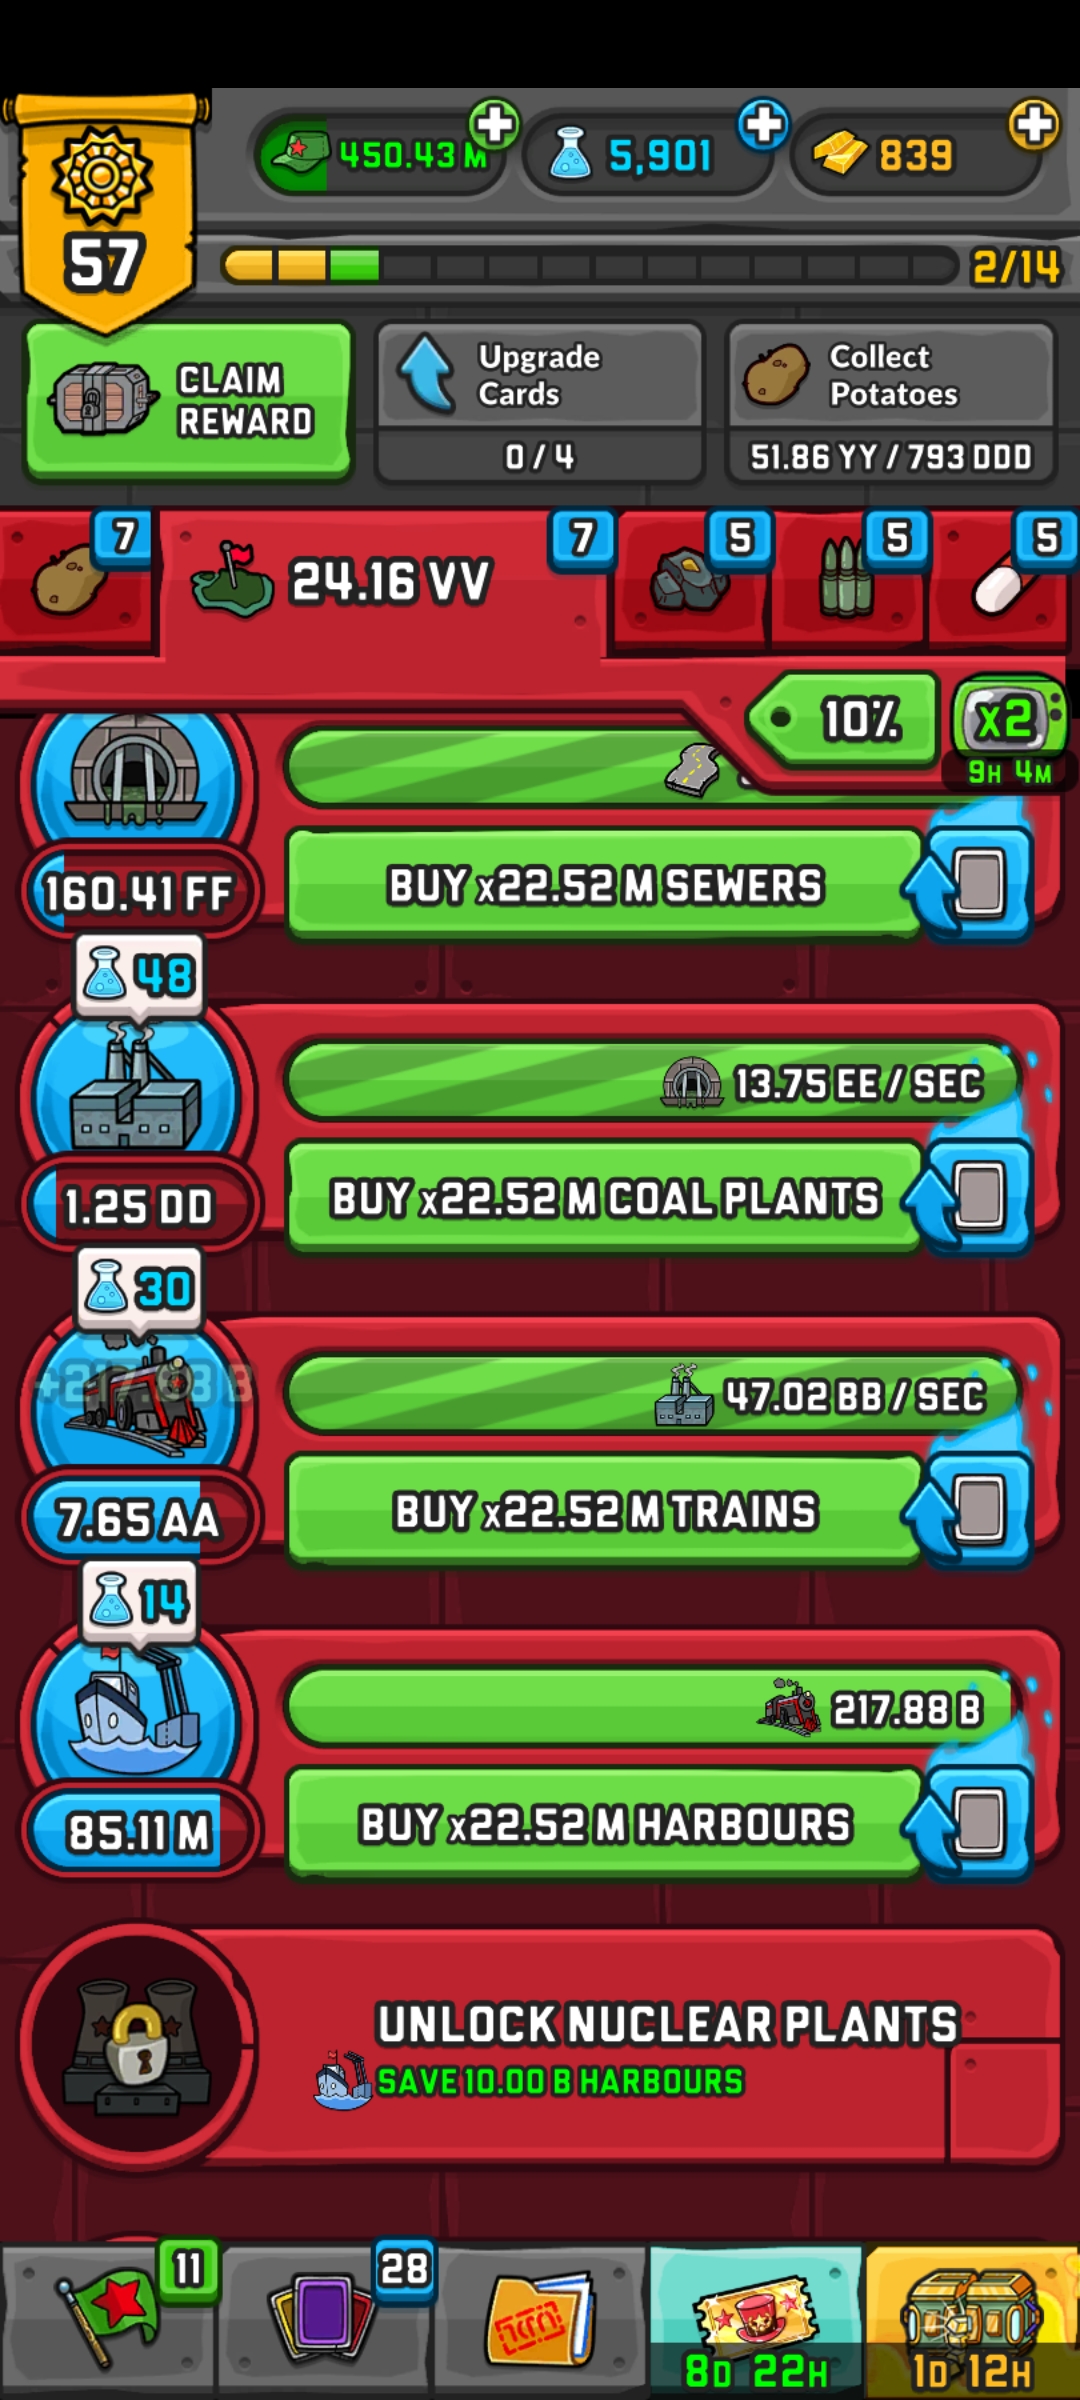 450.43 M
5,901
839
57
2/14
CLAIM
REWARD
Upgrade
Cards
0 / 4
Collect
Potatoes
51.86 YY / 793 DDD
7
24.16 VV
7
5
5
5
10%
x2
9H 4M
160.41 FF
BUY x22.52 M SEWERS
48
13.75 EE / SEC
1.25 DD
BUY x22.52 M COAL PLANTS
30
+217.88 B
47.02 BB / SEC
7.65 AA
BUY x22.52 M TRAINS
14
217.88 B
85.11 M
BUY x22.52 M HARBOURS
UNLOCK NUCLEAR PLANTS
SAVE 10.00 B HARBOURS
11
28
8D 22H
1D 12H